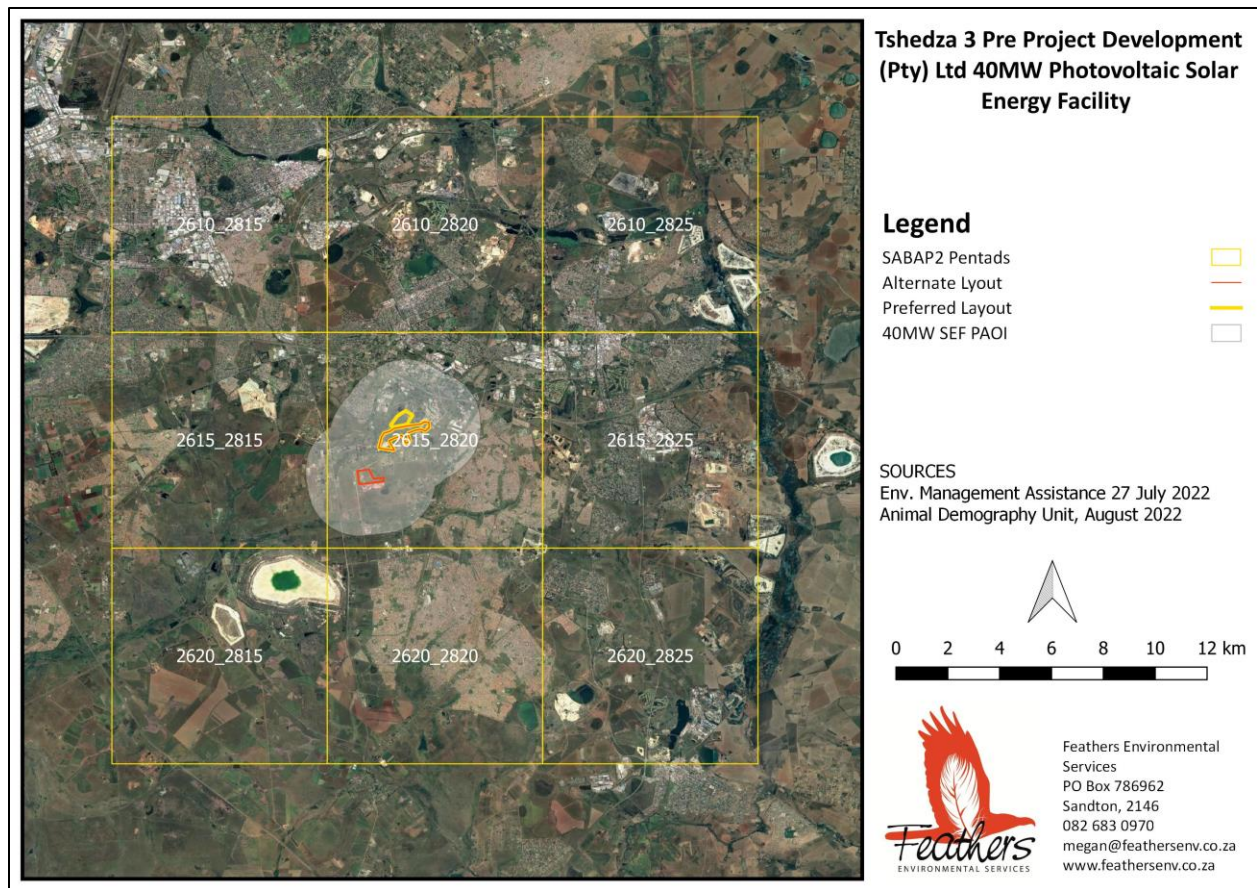 Tshedza 3 Pre Project Development
(Pty) Ltd 40MW Photovoltaic Solar
Energy Facility
2610_2815
2610_2820
2610_2825
2615_2815
2615_2820
2615_2825
2620_2815
2620_2820
2620_2825
Legend
SABAP2 Pentads
Alternate Lyout
Preferred Layout
40MW SEF PAOI
SOURCES
Env. Management Assistance 27 July 2022
Animal Demography Unit, August 2022
0 2 4 6 8 10 12 km
Feathers
ENVIRONMENTAL SERVICES
Feathers Environmental
Services
PO Box 786962
Sandton, 2146
082 683 0970
megan@feathersenv.co.za
www.feathersenv.co.za